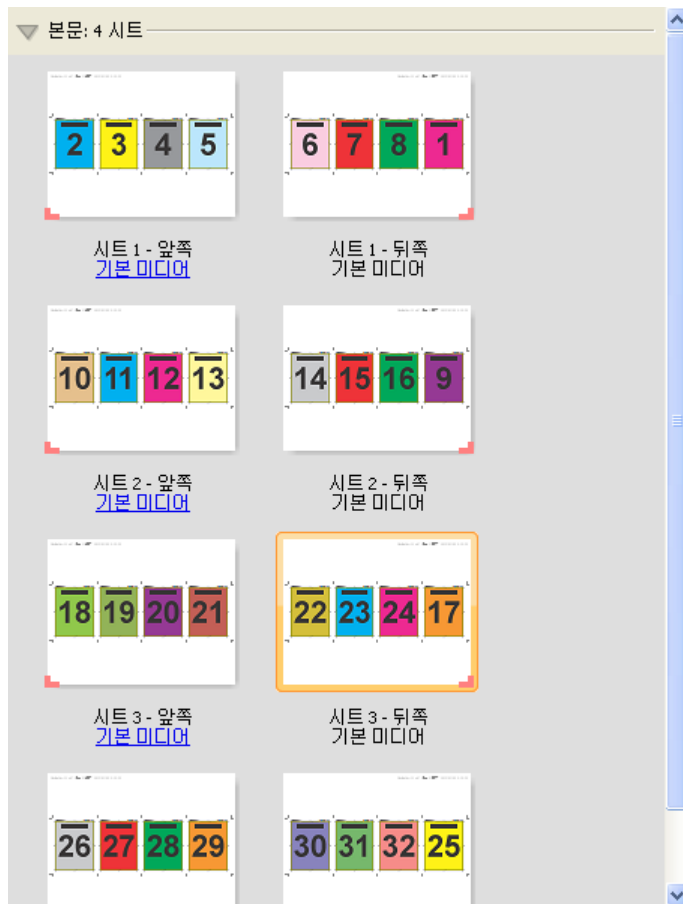 본문: 4 시트
2 3 4 5
6 7 8 1
시트 1 - 앞쪽
기본 미디어
시트 1 - 뒤쪽
기본 미디어
10 11 12 13
14 15 16 9
시트 2 - 앞쪽
기본 미디어
시트 2 - 뒤쪽
기본 미디어
18 19 20 21
22 23 24 17
시트 3 - 앞쪽
기본 미디어
시트 3 - 뒤쪽
기본 미디어
26 27 28 29
30 31 32 25